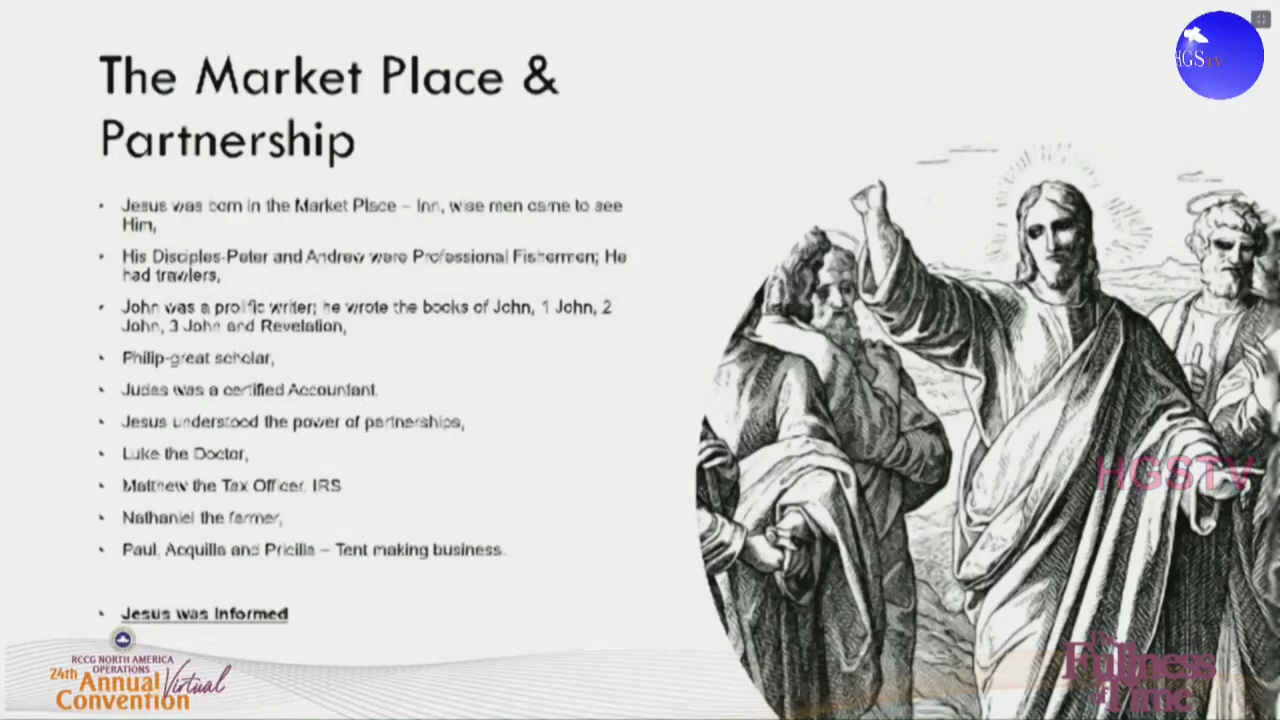 The Market Place &
Partnership
• Jesus was born in the Market Place – Inn, wise men came to see
Him,
• His Disciples-Peter and Andrew were Professional Fishermen; He
had trawlers,
• John was a prolific writer; he wrote the books of John, 1 John, 2
John, 3 John and Revelation,
• Philip-great scholar,
• Judas was a certified Accountant,
• Jesus understood the power of partnerships,
• Luke the Doctor,
• Matthew the Tax Officer, IRS
• Nathaniel the farmer,
• Paul, Acquilla and Pricilla – Tent making business.
• Jesus was Informed
HGS TV
HGSTV
RCCG NORTH AMERICA
OPERATIONS
24th Annual Virtual
Convention
The
Fullness
of Time